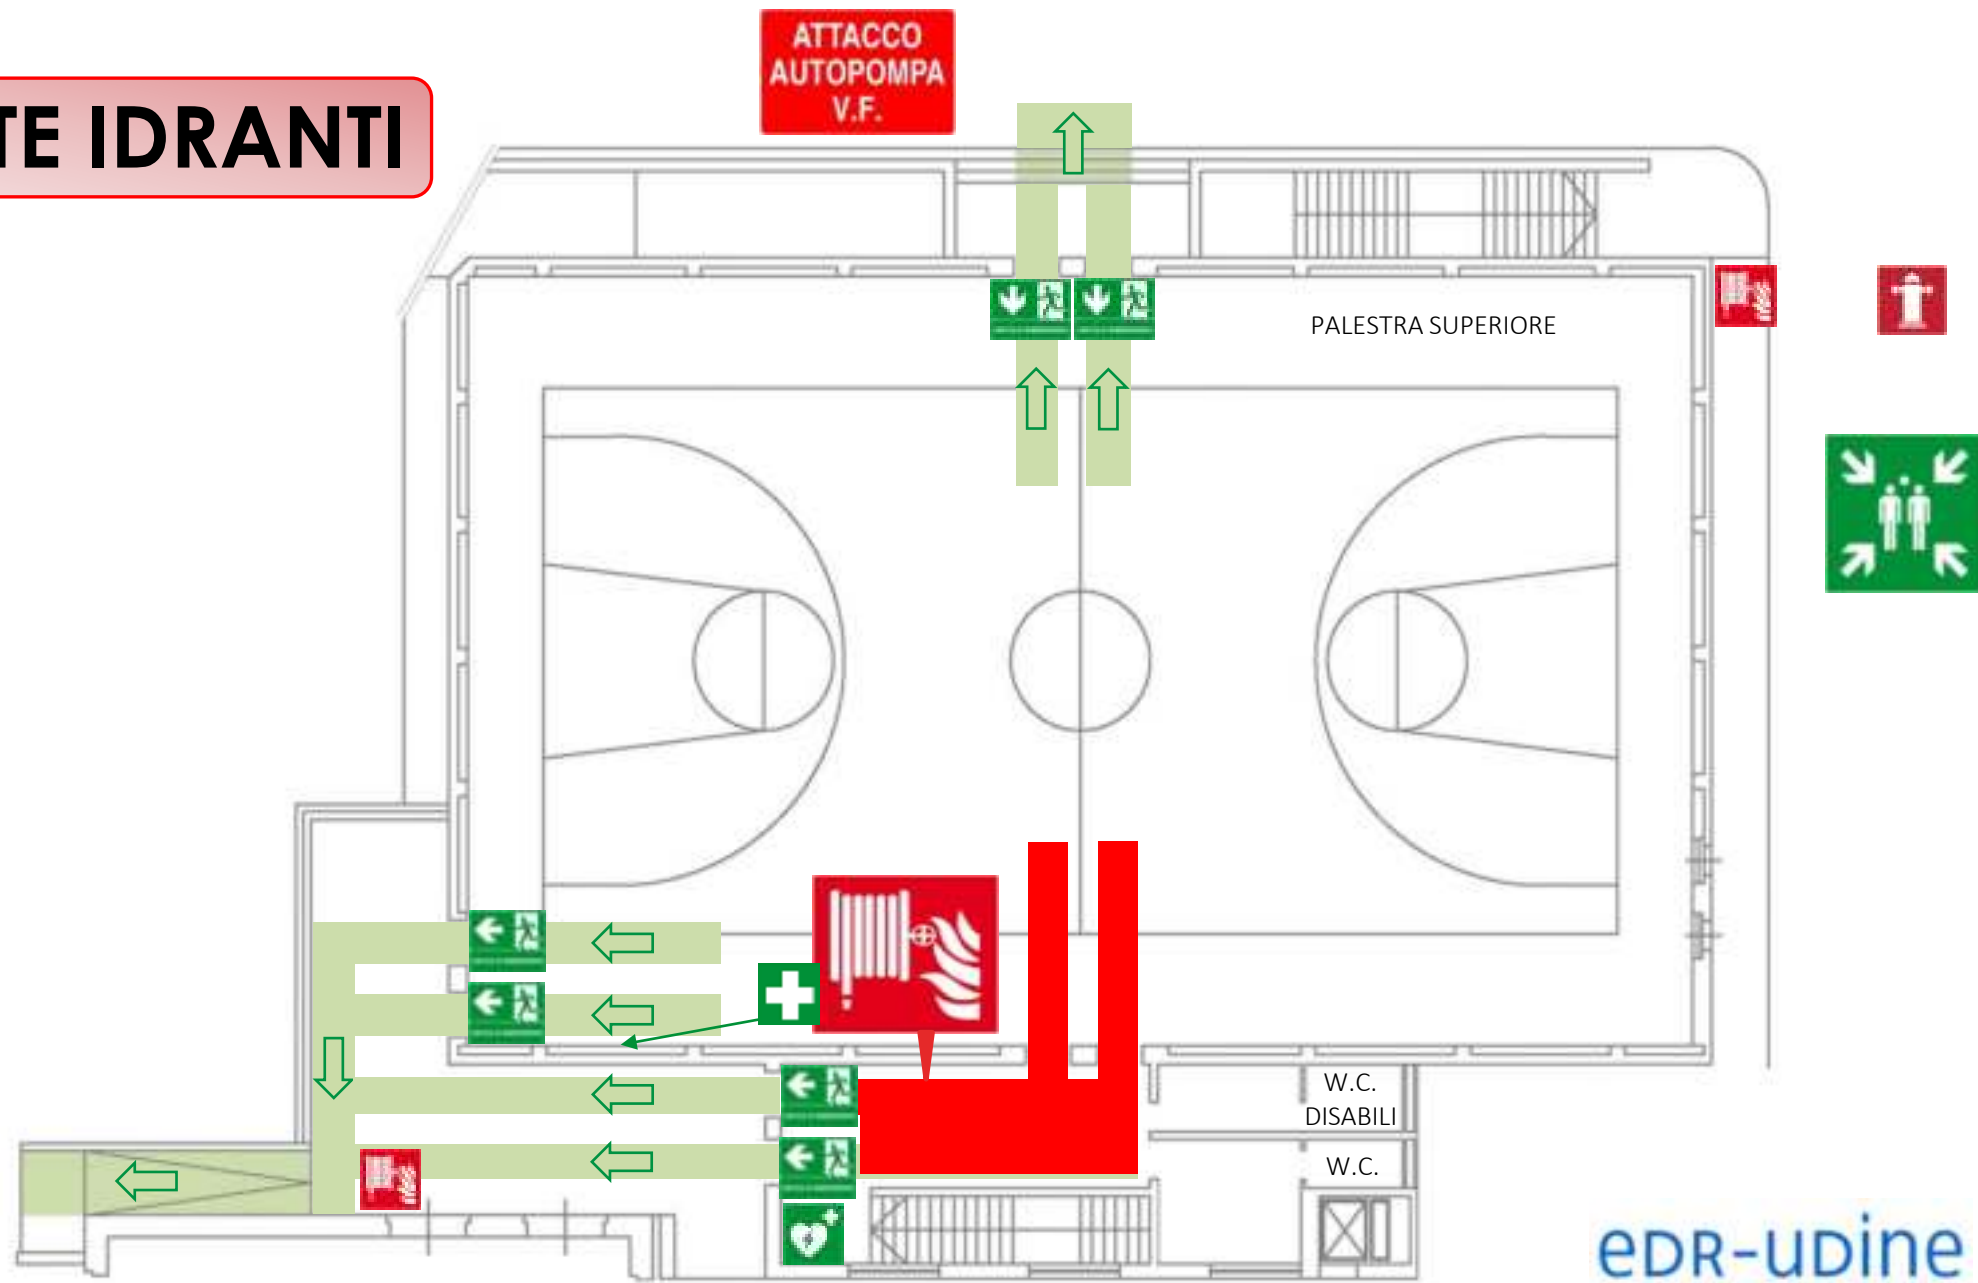 ATTACCO
AUTOPOMPA
V.F.
TE IDRANTI
PALESTRA SUPERIORE
W.C.
DISABILI
W.C.
eDR-uDine